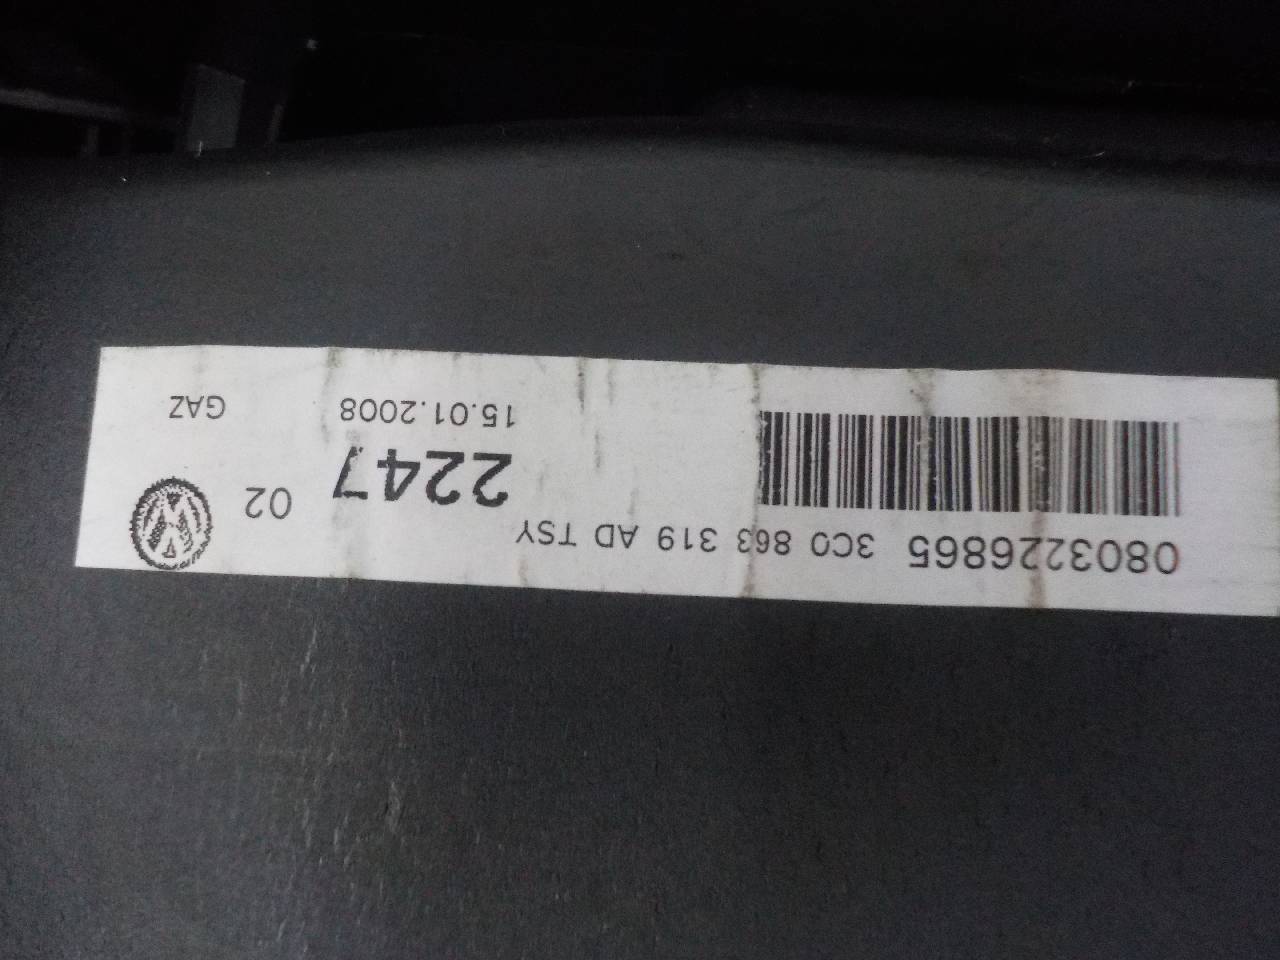 0803226865 3C0 863 319 AD TSY
2247 02
15.01.2008 GAZ